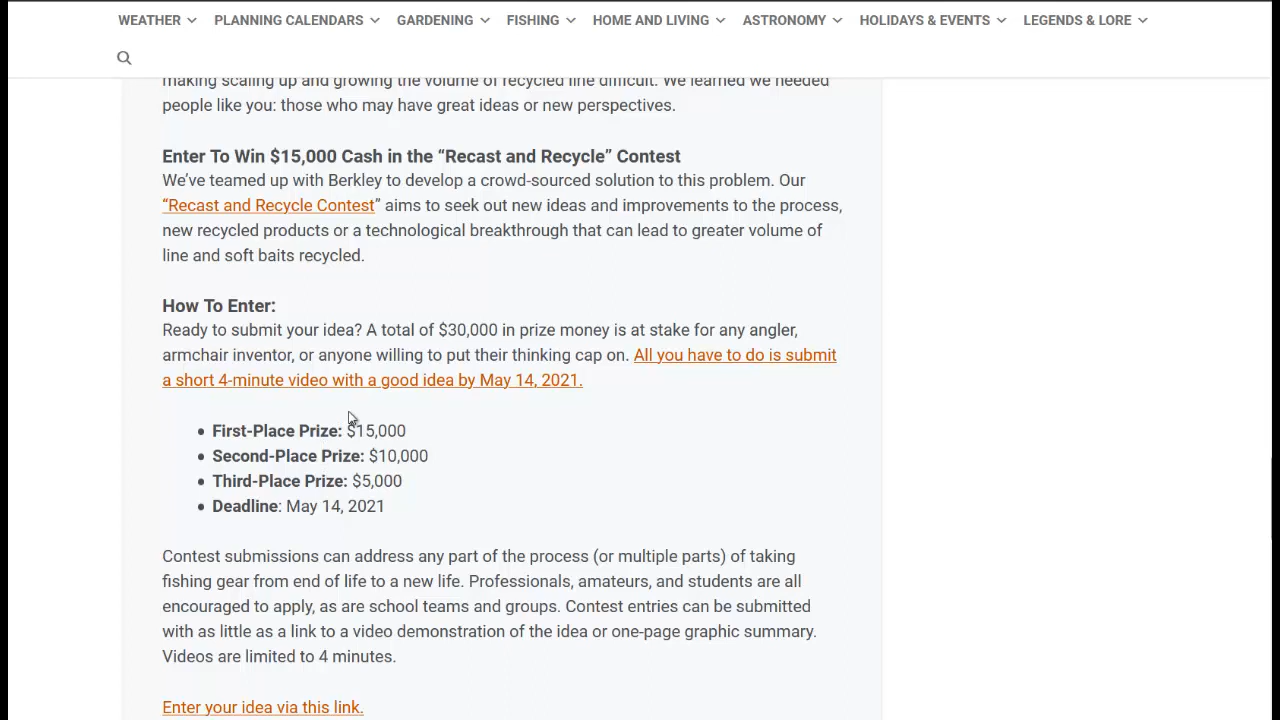 WEATHER PLANNING CALENDARS GARDENING FISHING HOME AND LIVING ASTRONOMY HOLIDAYS & EVENTS LEGENDS & LORE
making scaling up and growing the volume of recycled line difficult. We learned we needed
people like you: those who may have great ideas or new perspectives.
Enter To Win $15,000 Cash in the “Recast and Recycle” Contest
We’ve teamed up with Berkley to develop a crowd-sourced solution to this problem. Our
“Recast and Recycle Contest” aims to seek out new ideas and improvements to the process,
new recycled products or a technological breakthrough that can lead to greater volume of
line and soft baits recycled.
How To Enter:
Ready to submit your idea? A total of $30,000 in prize money is at stake for any angler,
armchair inventor, or anyone willing to put their thinking cap on. All you have to do is submit
a short 4-minute video with a good idea by May 14, 2021.
• First-Place Prize: $15,000
• Second-Place Prize: $10,000
• Third-Place Prize: $5,000
• Deadline: May 14, 2021
Contest submissions can address any part of the process (or multiple parts) of taking
fishing gear from end of life to a new life. Professionals, amateurs, and students are all
encouraged to apply, as are school teams and groups. Contest entries can be submitted
with as little as a link to a video demonstration of the idea or one-page graphic summary.
Videos are limited to 4 minutes.
Enter your idea via this link.